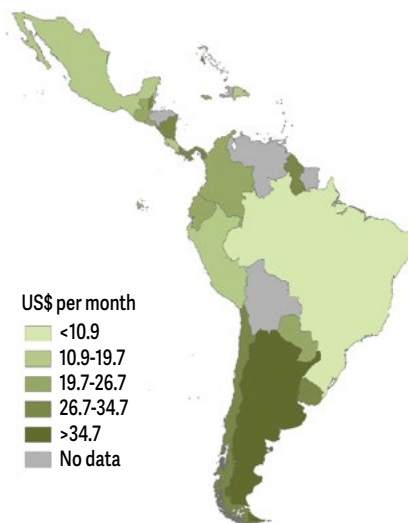 US$ per month
<10.9
10.9-19.7
19.7-26.7
26.7-34.7
>34.7
No data